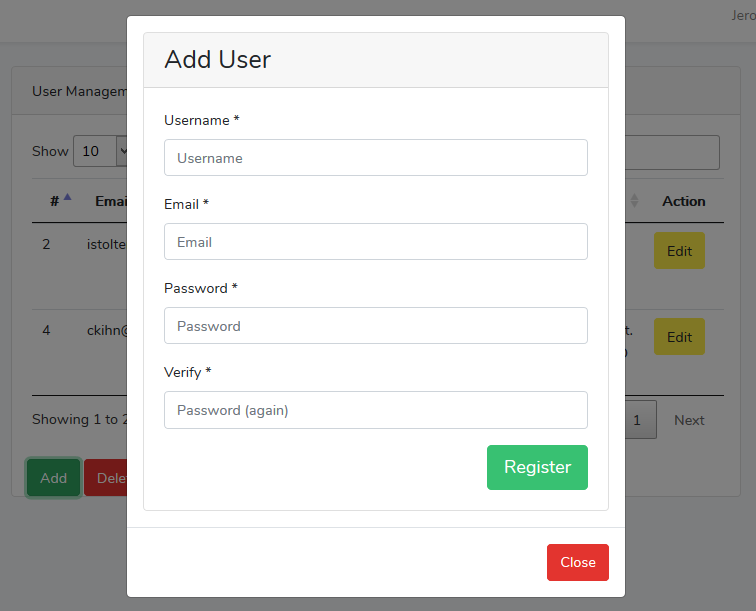 Jero
Add User
User Managem
Username *
Show 10
Username
# Emai Action
Email *
2 istolte Email Edit
Password *
4 ckihn@ Password t. Edit
Verify *
Showing 1 to 2 Password (again) 1 Next
Register
Add Delet
Close